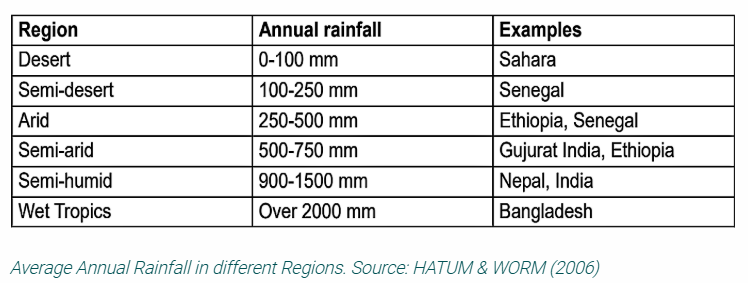 Region Annual rainfall Examples
Desert 0-100 mm Sahara
Semi-desert 100-250 mm Senegal
Arid 250-500 mm Ethiopia, Senegal
Semi-arid 500-750 mm Gujurat India, Ethiopia
Semi-humid 900-1500 mm Nepal, India
Wet Tropics Over 2000 mm Bangladesh
Average Annual Rainfall in different Regions. Source: HATUM & WORM (2006)